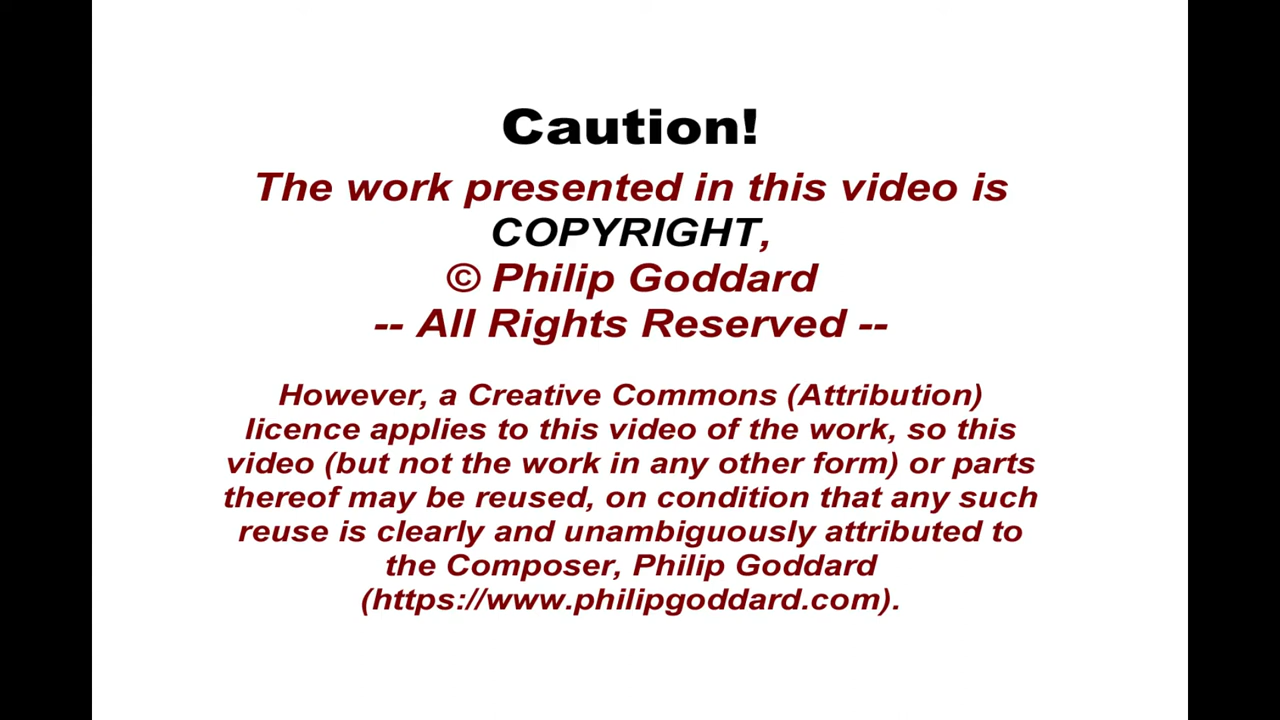 Caution!
The work presented in this video is
COPYRIGHT,
© Philip Goddard
-- All Rights Reserved --
However, a Creative Commons (Attribution)
licence applies to this video of the work, so this
video (but not the work in any other form) or parts
thereof may be reused, on condition that any such
reuse is clearly and unambiguously attributed to
the Composer, Philip Goddard
(https://www.philipgoddard.com).